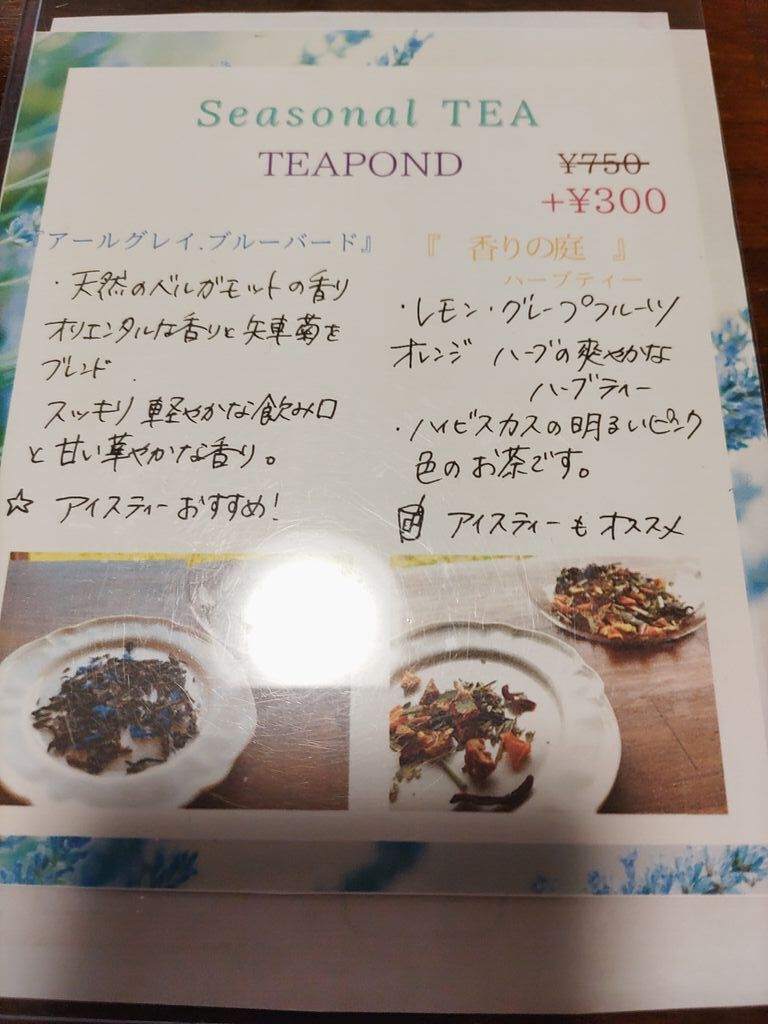 Seasonal TEA
TEAPOND
¥750
+¥300
『アールグレイ.ブルーバード』
・天然のベルガモットの香り
オリエンタルな香りと矢車菊を
ブレンド.
スッキリ軽やかな飲み口
と甘い華やかな香り。
☆ アイスティーおすすめ!
『 香りの庭 』
ハーブティー
・レモン・グレープフルーツ
オレンジ ハーブの爽やかな
ハーブティー
・ハイビスカスの明るいピンク
色のお茶です。
アイスティーも オススメ